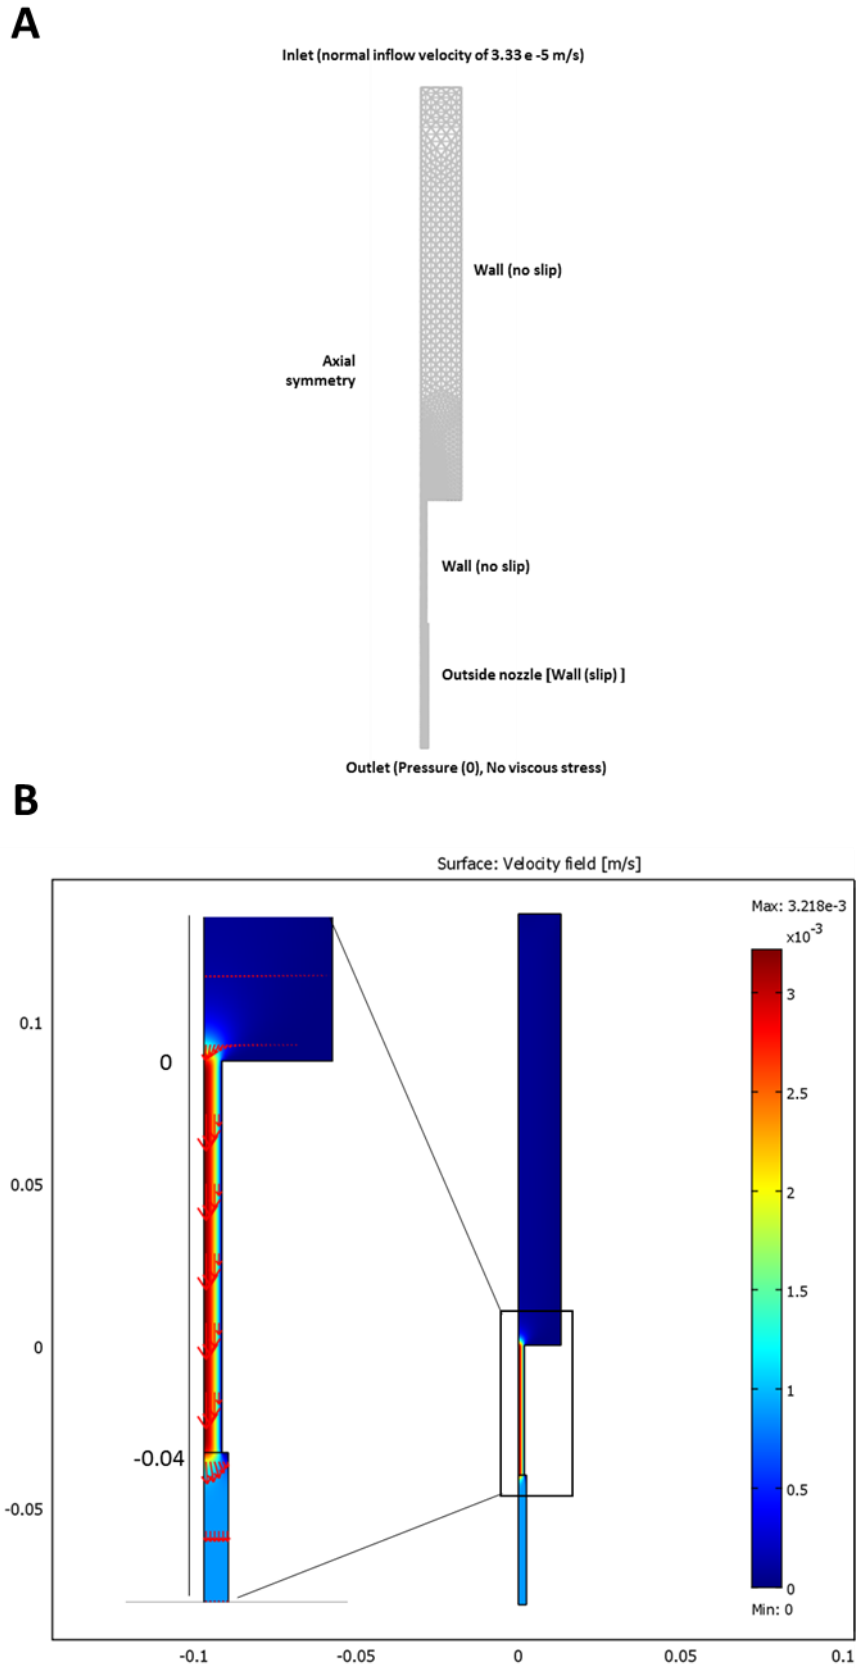 A
Inlet (normal inflow velocity of 3.33 e -5 m/s)
Wall (no slip)
Axial
symmetry
Wall (no slip)
Outside nozzle [Wall (slip) ]
Outlet (Pressure (0), No viscous stress)
B
Surface: Velocity field [m/s]
Max: 3.218e-3
x10^-3
3
2.5
2
1.5
1
0.5
0
Min: 0
0.1
0.05
0
-0.05
0
-0.04
-0.1
-0.05
0
0.05
0.1